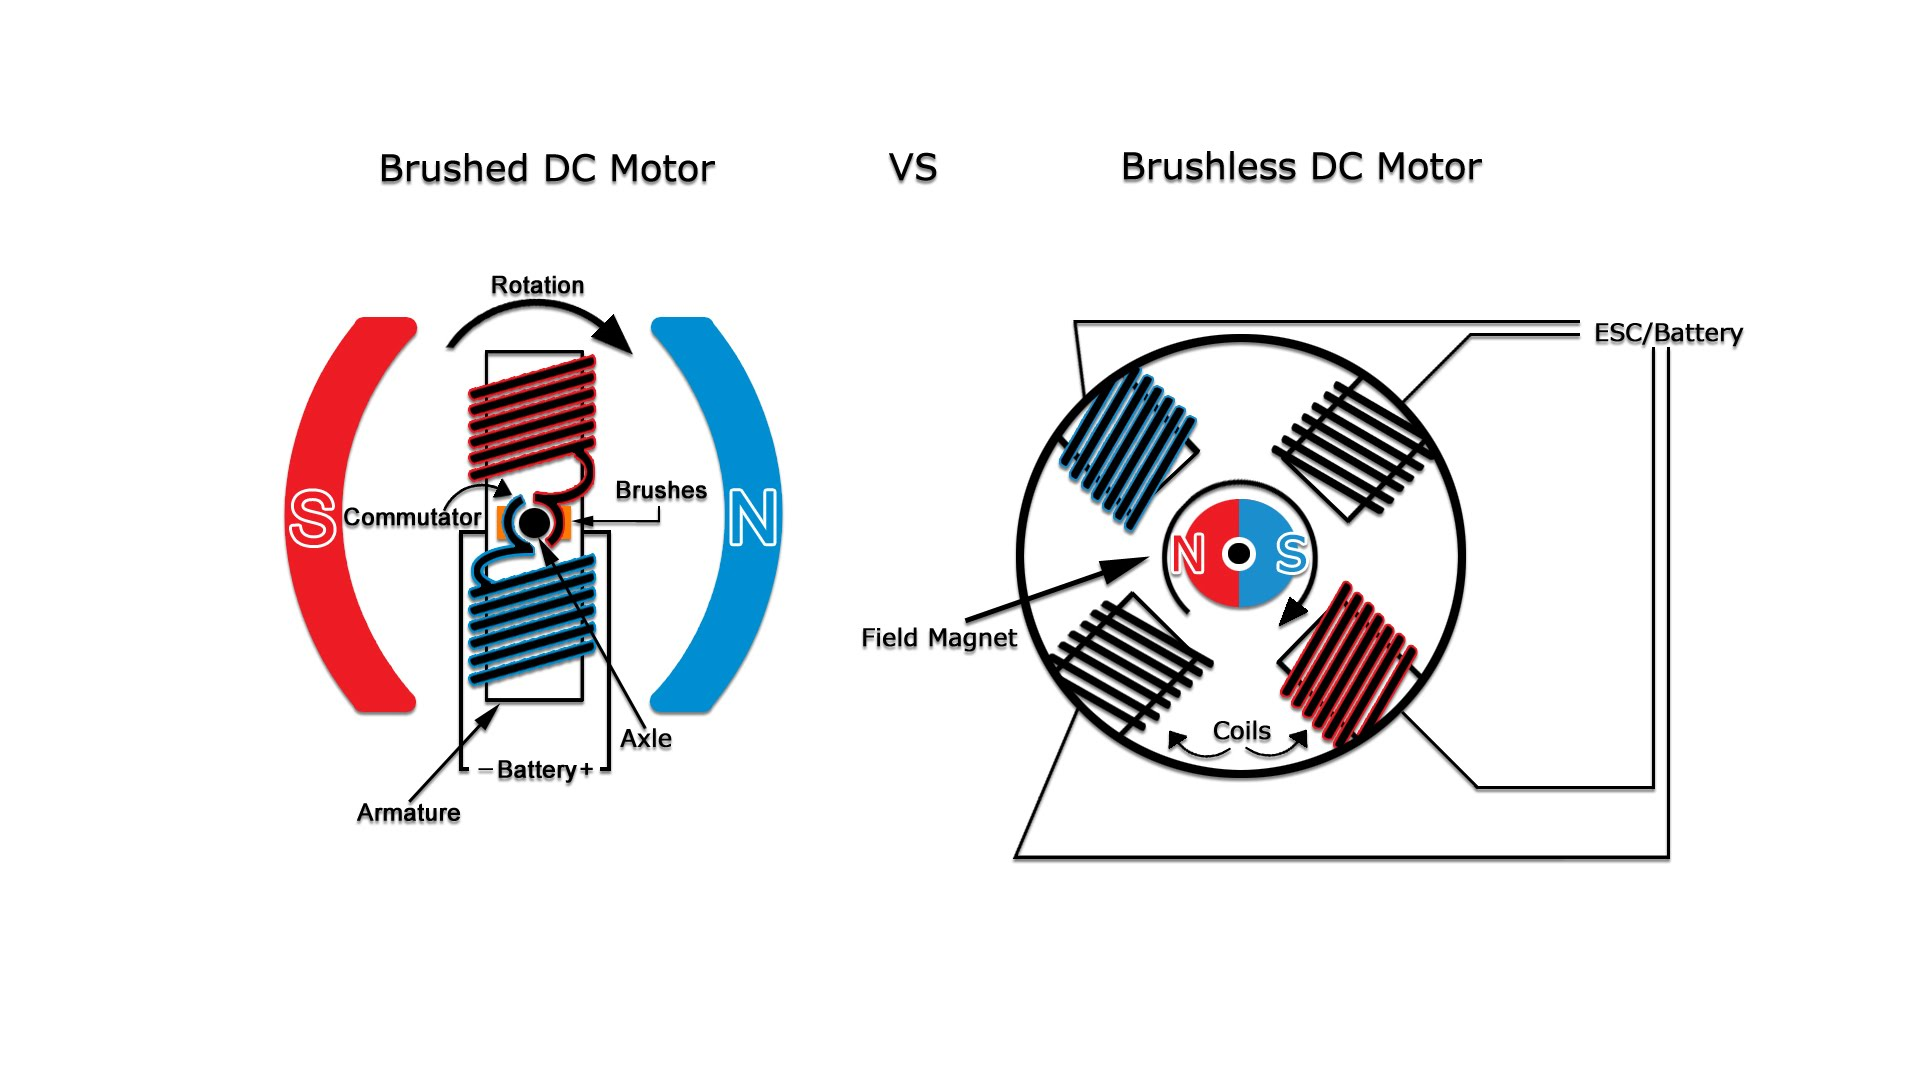 Brushed DC Motor
VS
Brushless DC Motor
Rotation
S
N
Commutator
Brushes
Axle
–Battery+
Armature
ESC/Battery
N
S
Field Magnet
Coils